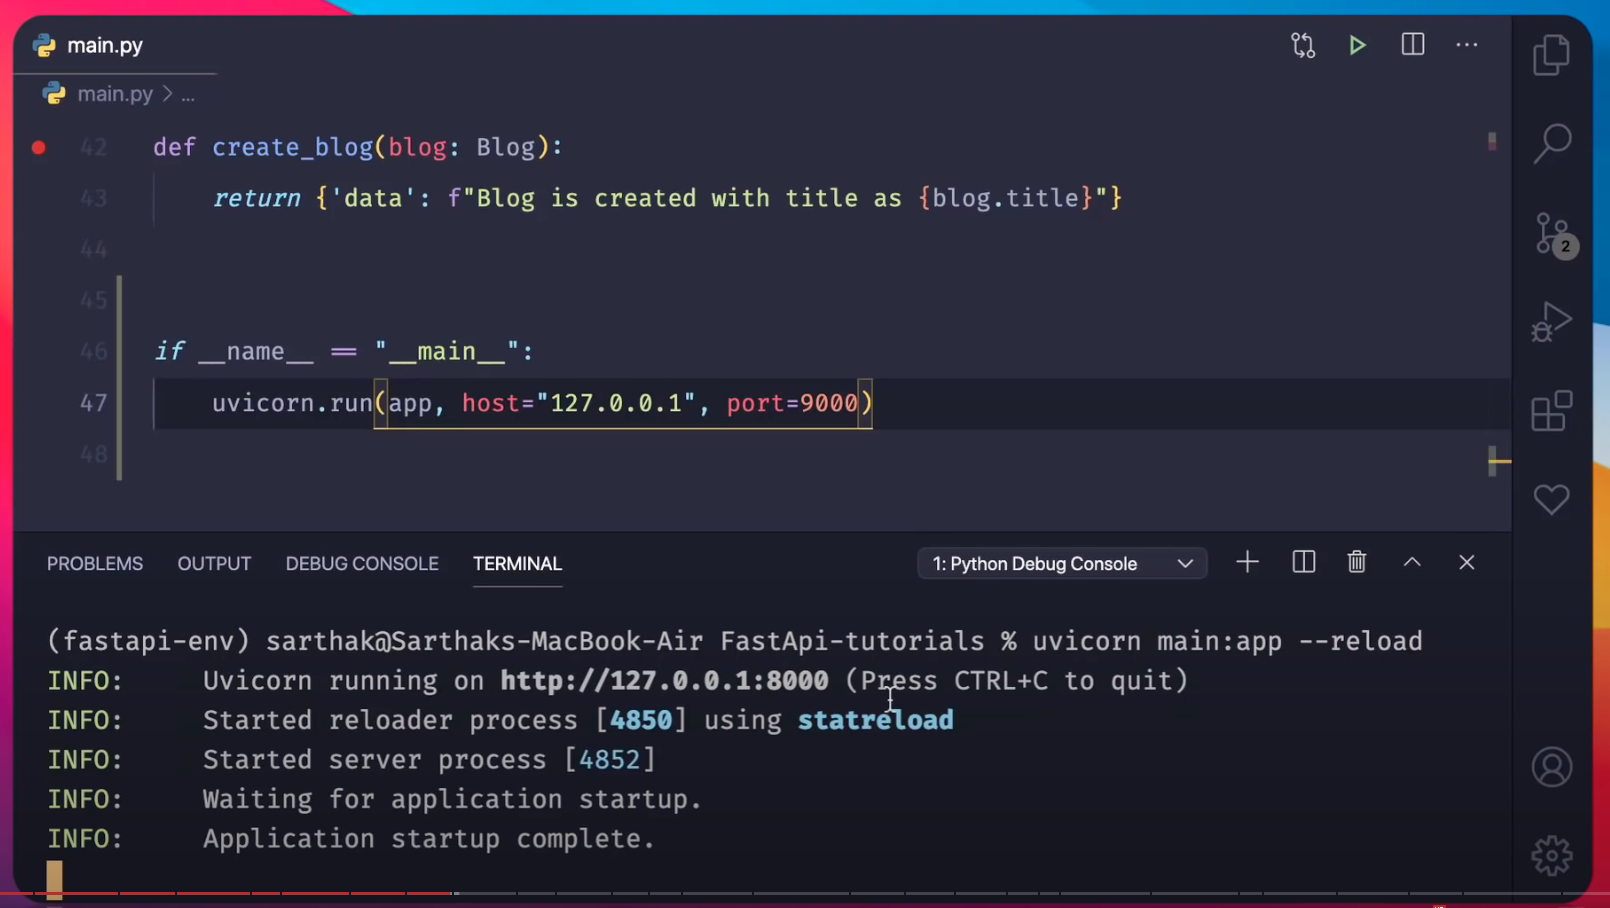 main.py
main.py > ...
42 def create_blog(blog: Blog):
43 return {'data': f"Blog is created with title as {blog.title}"}
44
45
46 if __name__ == "__main__":
47 uvicorn.run(app, host="127.0.0.1", port=9000)
48
2
PROBLEMS OUTPUT DEBUG CONSOLE TERMINAL 1: Python Debug Console
(fastapi-env) sarthak@Sarthaks-MacBook-Air FastApi-tutorials % uvicorn main:app --reload
INFO: Uvicorn running on http://127.0.0.1:8000 (Press CTRL+C to quit)
INFO: Started reloader process [4850] using statreload
INFO: Started server process [4852]
INFO: Waiting for application startup.
INFO: Application startup complete.